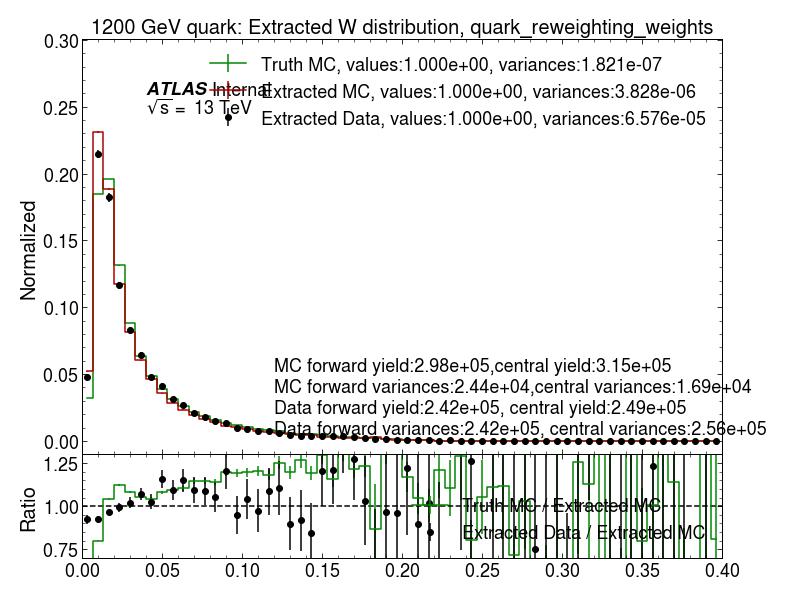 1200 GeV quark: Extracted W distribution, quark_reweighting_weights
0.30
Truth MC, values:1.000e+00, variances:1.821e-07
ATLAS Internal
Extracted MC, values:1.000e+00, variances:3.828e-06
√s = 13 TeV
Extracted Data, values:1.000e+00, variances:6.576e-05
0.25
0.20
0.15
0.10
0.05
0.00
Normalized
MC forward yield:2.98e+05,central yield:3.15e+05
MC forward variances:2.44e+04,central variances:1.69e+04
Data forward yield:2.42e+05, central yield:2.49e+05
Data forward variances:2.42e+05, central variances:2.56e+05
1.25
1.00
0.75
Ratio
Truth MC / Extracted MC
Extracted Data / Extracted MC
0.00 0.05 0.10 0.15 0.20 0.25 0.30 0.35 0.40